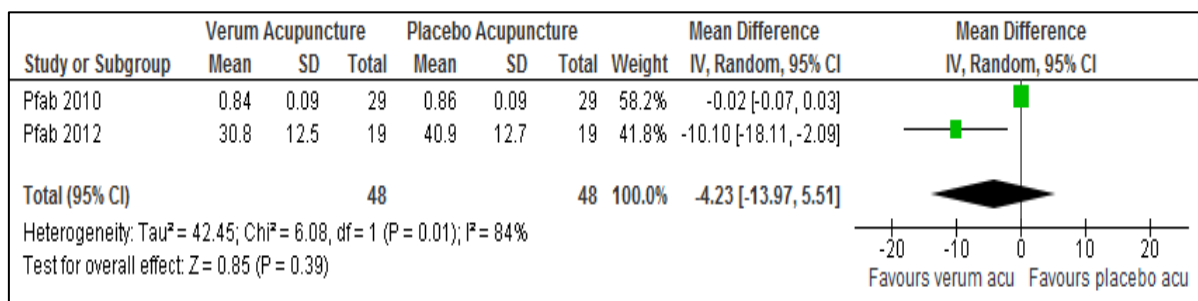 Verum Acupuncture Placebo Acupuncture Mean Difference Mean Difference
Study or Subgroup Mean SD Total Mean SD Total Weight IV, Random, 95% CI IV, Random, 95% CI
Pfab 2010 0.84 0.09 29 0.86 0.09 29 58.2% -0.02 [-0.07, 0.03]
Pfab 2012 30.8 12.5 19 40.9 12.7 19 41.8% -10.10 [-18.11, -2.09]
Total (95% CI) 48 48 100.0% -4.23 [-13.97, 5.51]
Heterogeneity: Tau² = 42.45; Chi² = 6.08, df = 1 (P = 0.01); I² = 84%
Test for overall effect: Z = 0.85 (P = 0.39)
-20 -10 0 10 20
Favours verum acu Favours placebo acu